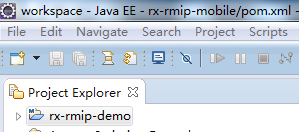 workspace - Java EE - rx-rmip-mobile/pom.xml
File Edit Navigate Search Project Scripts
Project Explorer
rx-rmip-demo